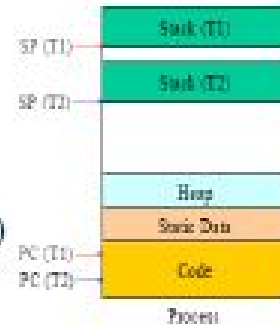 Stack (T1)
SP (T1)
Stack (T2)
SP (T2)
Heap
Static Data
PC (T1)
Code
PC (T2)
Process